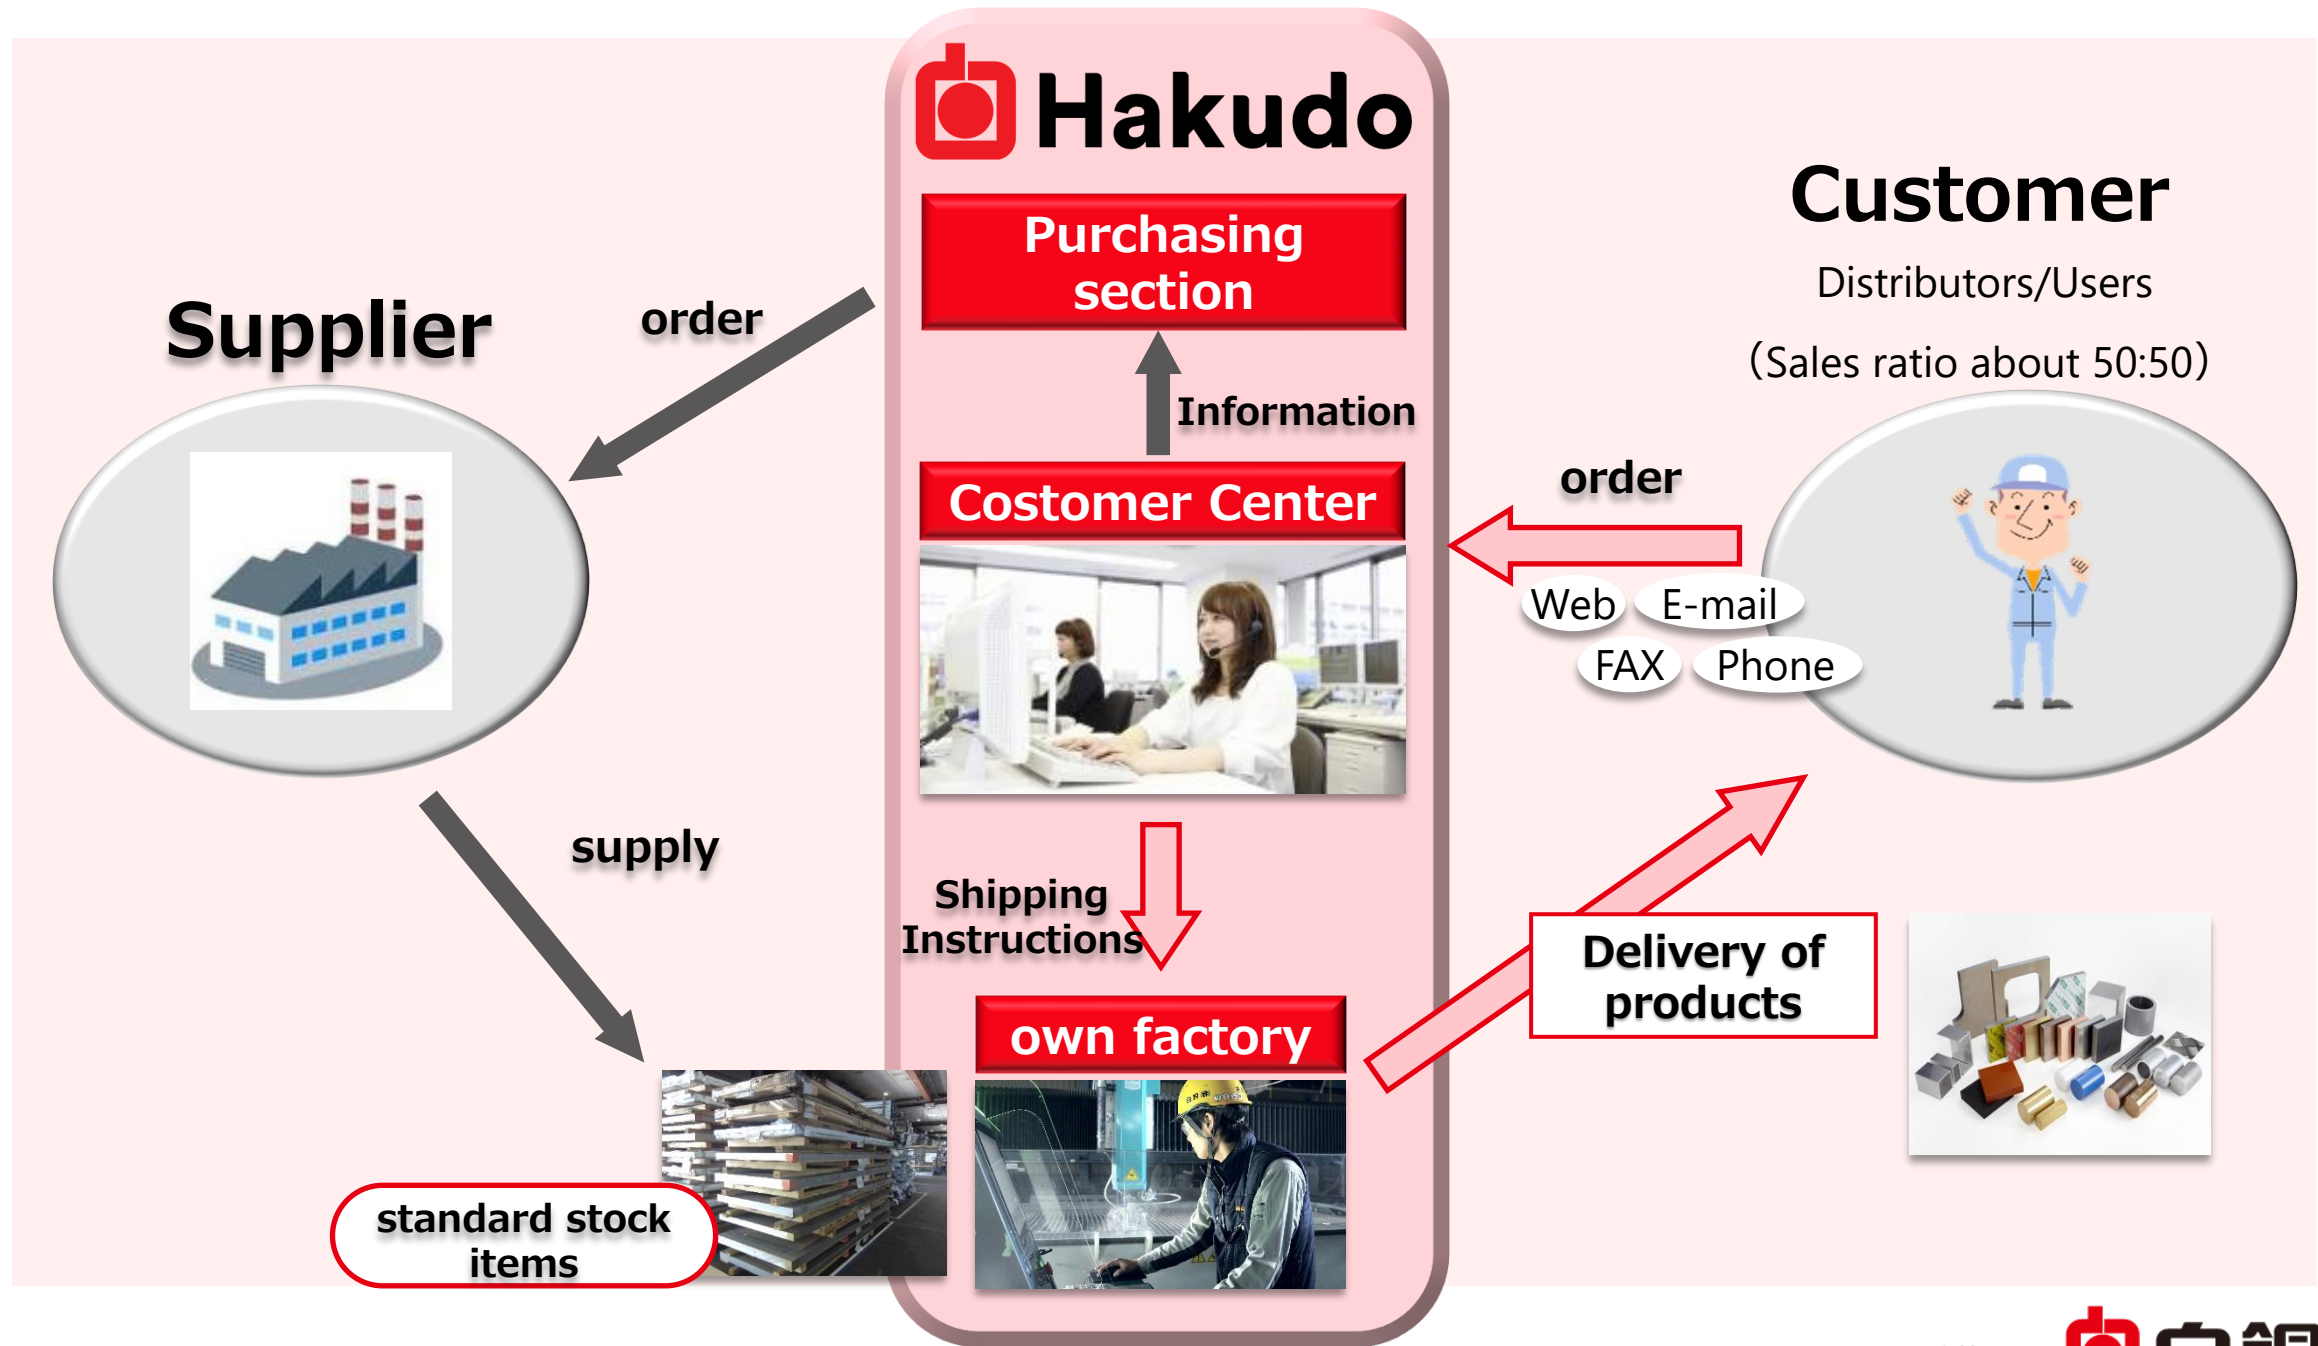 Hakudo
Purchasing
section
Customer
Distributors/Users
（Sales ratio about 50:50）
Supplier
order
Information
Costomer Center
order
Web
E-mail
FAX
Phone
supply
Shipping
Instructions
Delivery of
products
own factory
standard stock
items